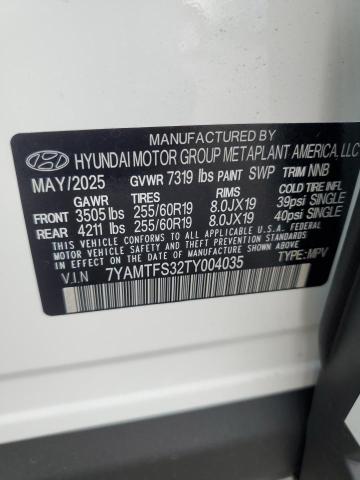 MANUFACTURED BY
HYUNDAI MOTOR GROUP METAPLANT AMERICA, LLC
MAY/2025 GVWR 7319 lbs PAINT SWP TRIM NNB
GAWR TIRES RIMS COLD TIRE INFL
FRONT 3505 lbs 255/60R19 8.0JX19 39psi SINGLE
REAR 4211 lbs 255/60R19 8.0JX19 40psi SINGLE
THIS VEHICLE CONFORMS TO ALL APPLICABLE U.S.A. FEDERAL
MOTOR VEHICLE SAFETY STANDARDS IN EFFECT ON
THE DATE OF MANUFACTURE SHOWN ABOVE.
V.I.N 7YAMTFS32TY004035 TYPE: MPV